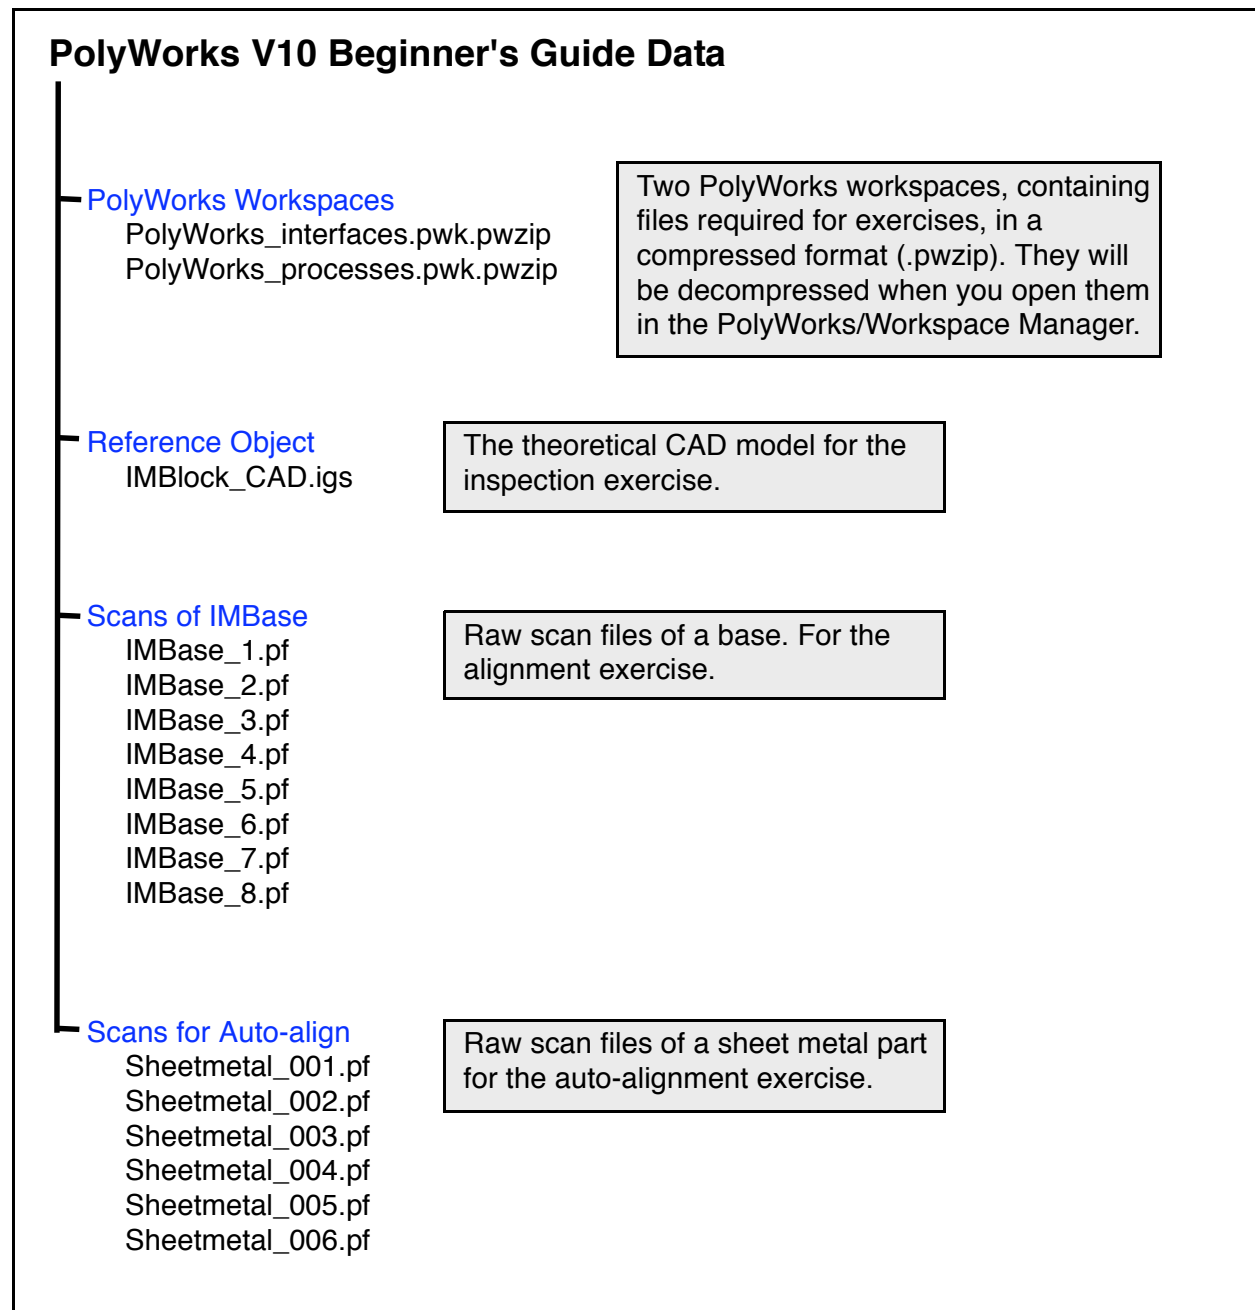 PolyWorks V10 Beginner's Guide Data
PolyWorks Workspaces
PolyWorks_interfaces.pwk.pwzip
PolyWorks_processes.pwk.pwzip
Two PolyWorks workspaces, containing
files required for exercises, in a
compressed format (.pwzip). They will
be decompressed when you open them
in the PolyWorks/Workspace Manager.
Reference Object
IMBlock_CAD.igs
The theoretical CAD model for the
inspection exercise.
Scans of IMBase
IMBase_1.pf
IMBase_2.pf
IMBase_3.pf
IMBase_4.pf
IMBase_5.pf
IMBase_6.pf
IMBase_7.pf
IMBase_8.pf
Raw scan files of a base. For the
alignment exercise.
Scans for Auto-align
Sheetmetal_001.pf
Sheetmetal_002.pf
Sheetmetal_003.pf
Sheetmetal_004.pf
Sheetmetal_005.pf
Sheetmetal_006.pf
Raw scan files of a sheet metal part
for the auto-alignment exercise.